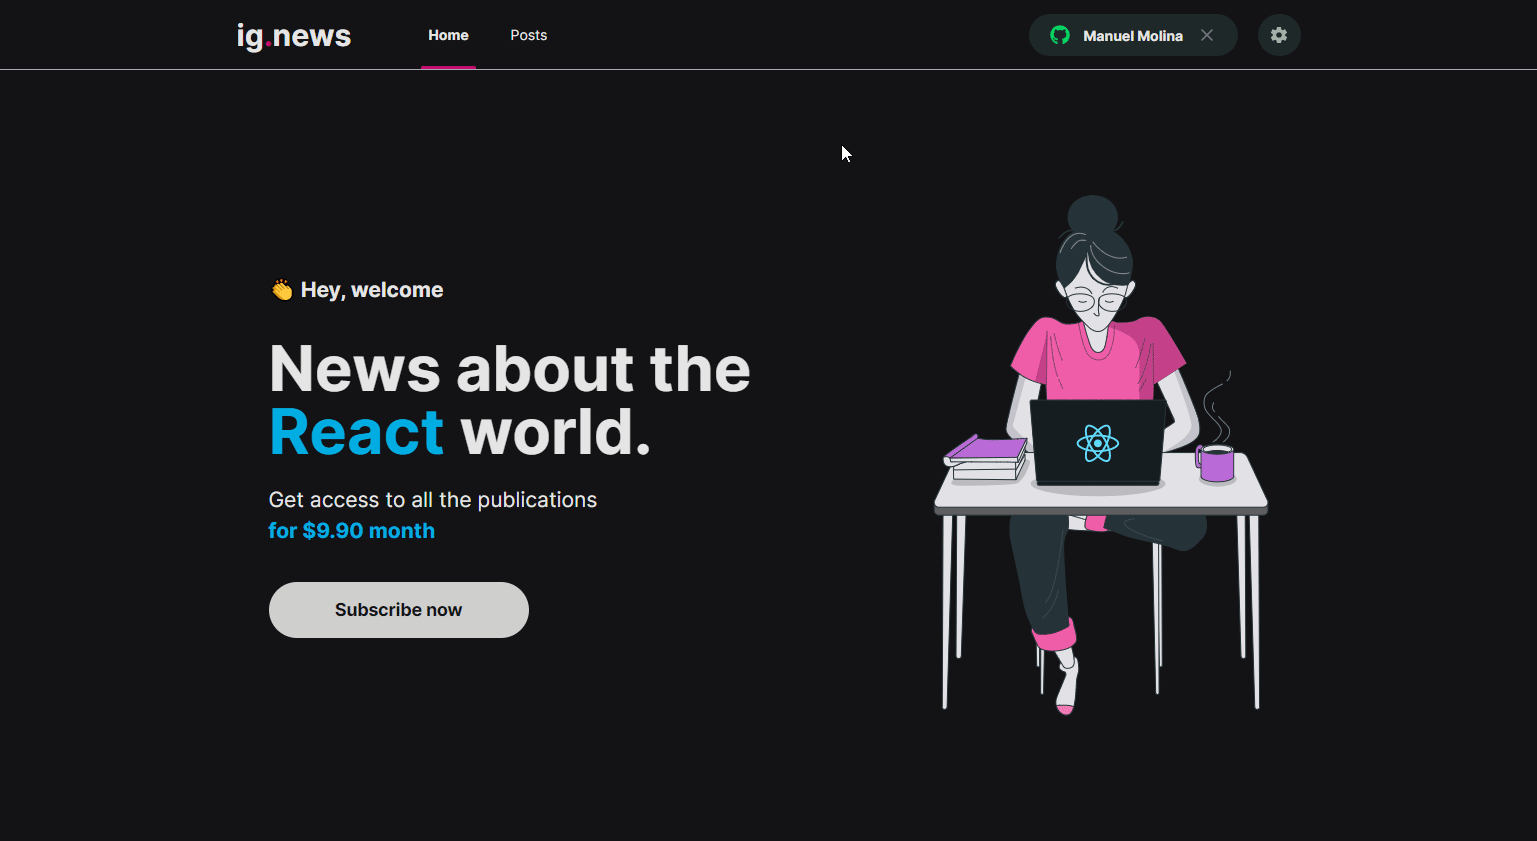 ig.news
Home
Posts
Manuel Molina
👏 Hey, welcome
News about the
React world.
Get access to all the publications
for $9.90 month
Subscribe now